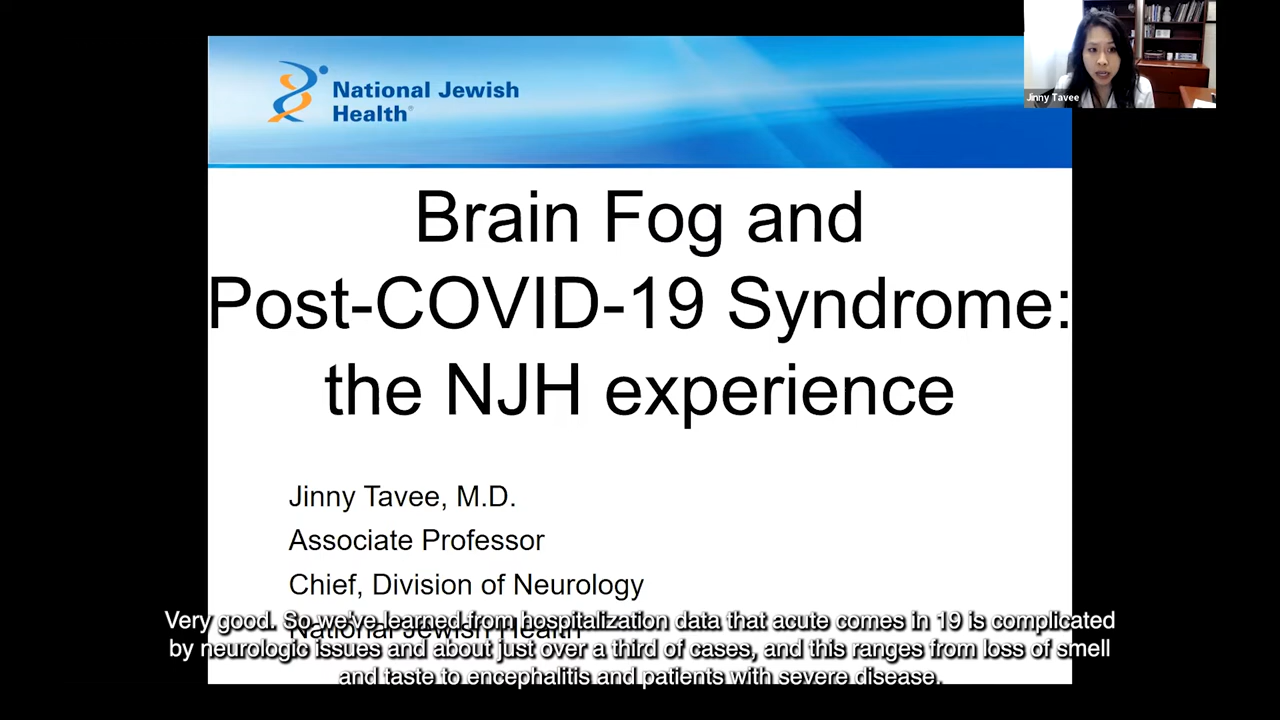 National Jewish
Health®
Jinny Tavee
Brain Fog and
Post-COVID-19 Syndrome:
the NJH experience
Jinny Tavee, M.D.
Associate Professor
Chief, Division of Neurology
National Jewish Health
Very good. So we've learned from hospitalization data that acute comes in 19 is complicated
by neurologic issues and about just over a third of cases, and this ranges from loss of smell
and taste to encephalitis and patients with severe disease.